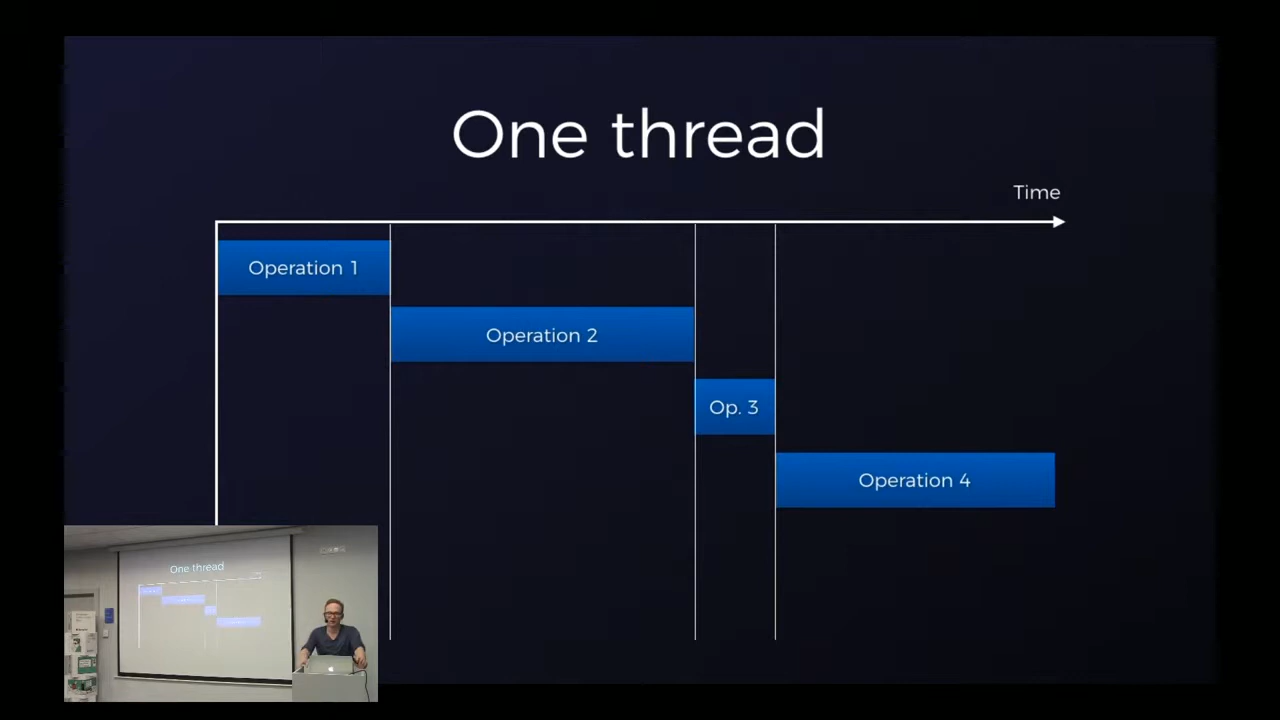 One thread
Time
Operation 1
Operation 2
Op. 3
Operation 4
One thread